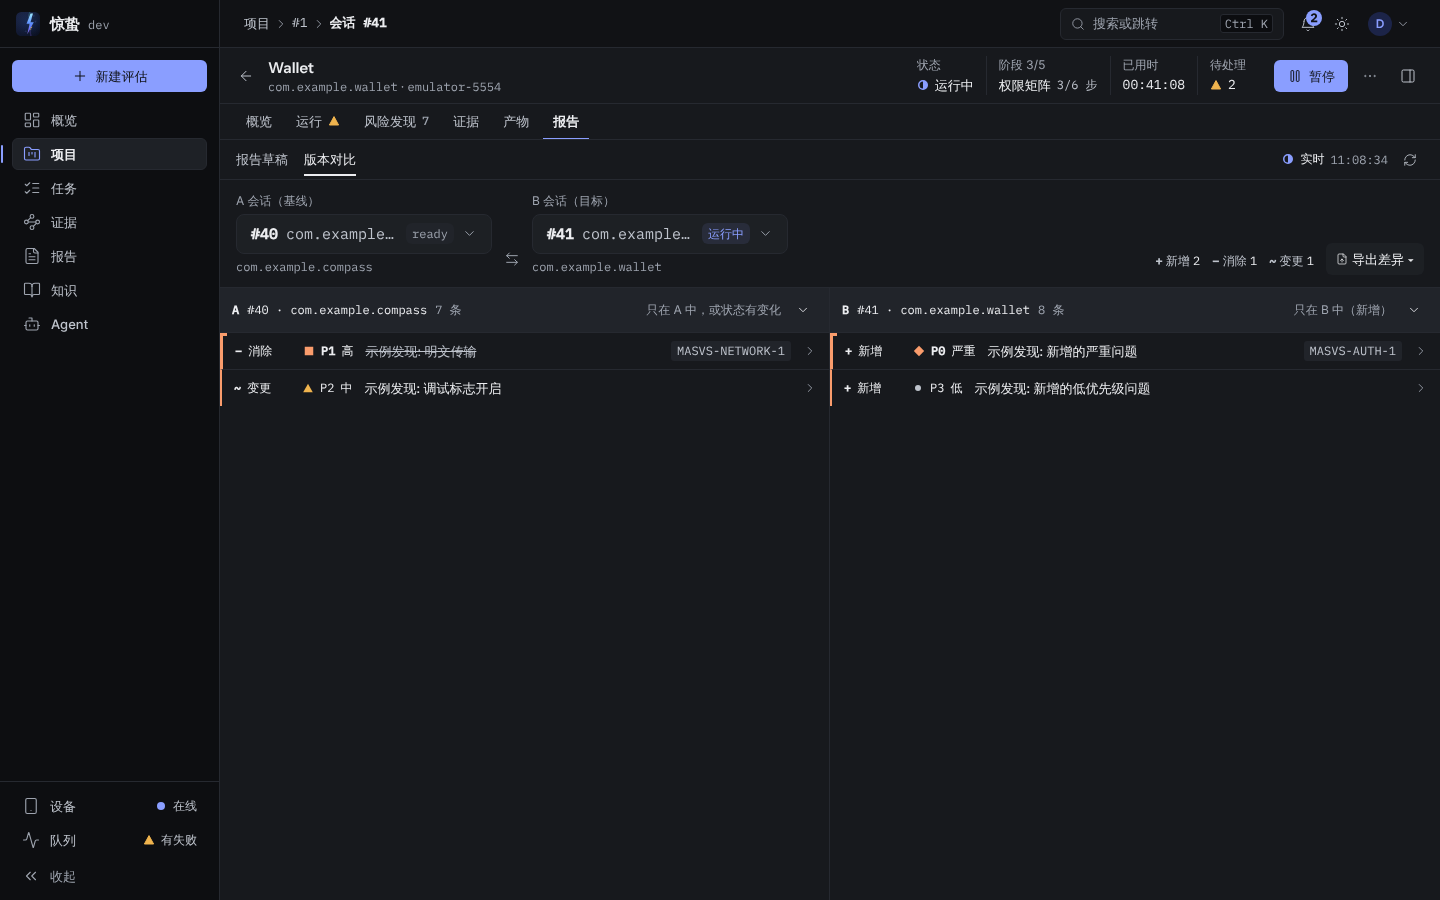 惊蛰 dev
项目 #1 会话 #41
搜索或跳转 Ctrl K
2
D
新建评估
概览
项目
任务
证据
报告
知识
Agent
设备 在线
队列 有失败
收起
Wallet
com.example.wallet · emulator-5554
状态
运行中
阶段 3/5
权限矩阵 3/6 步
已用时
00:41:08
待处理
2
暂停
概览 运行 风险发现 7 证据 产物 报告
报告草稿 版本对比
实时 11:08:34
A 会话（基线）
#40 com.example… ready
com.example.compass
B 会话（目标）
#41 com.example… 运行中
com.example.wallet
+ 新增 2 − 消除 1 ~ 变更 1
导出差异
A #40 · com.example.compass 7 条 只在 A 中，或状态有变化
− 消除 P1 高 示例发现: 明文传输 MASVS-NETWORK-1
~ 变更 P2 中 示例发现: 调试标志开启
B #41 · com.example.wallet 8 条 只在 B 中（新增）
+ 新增 P0 严重 示例发现: 新增的严重问题 MASVS-AUTH-1
+ 新增 P3 低 示例发现: 新增的低优先级问题